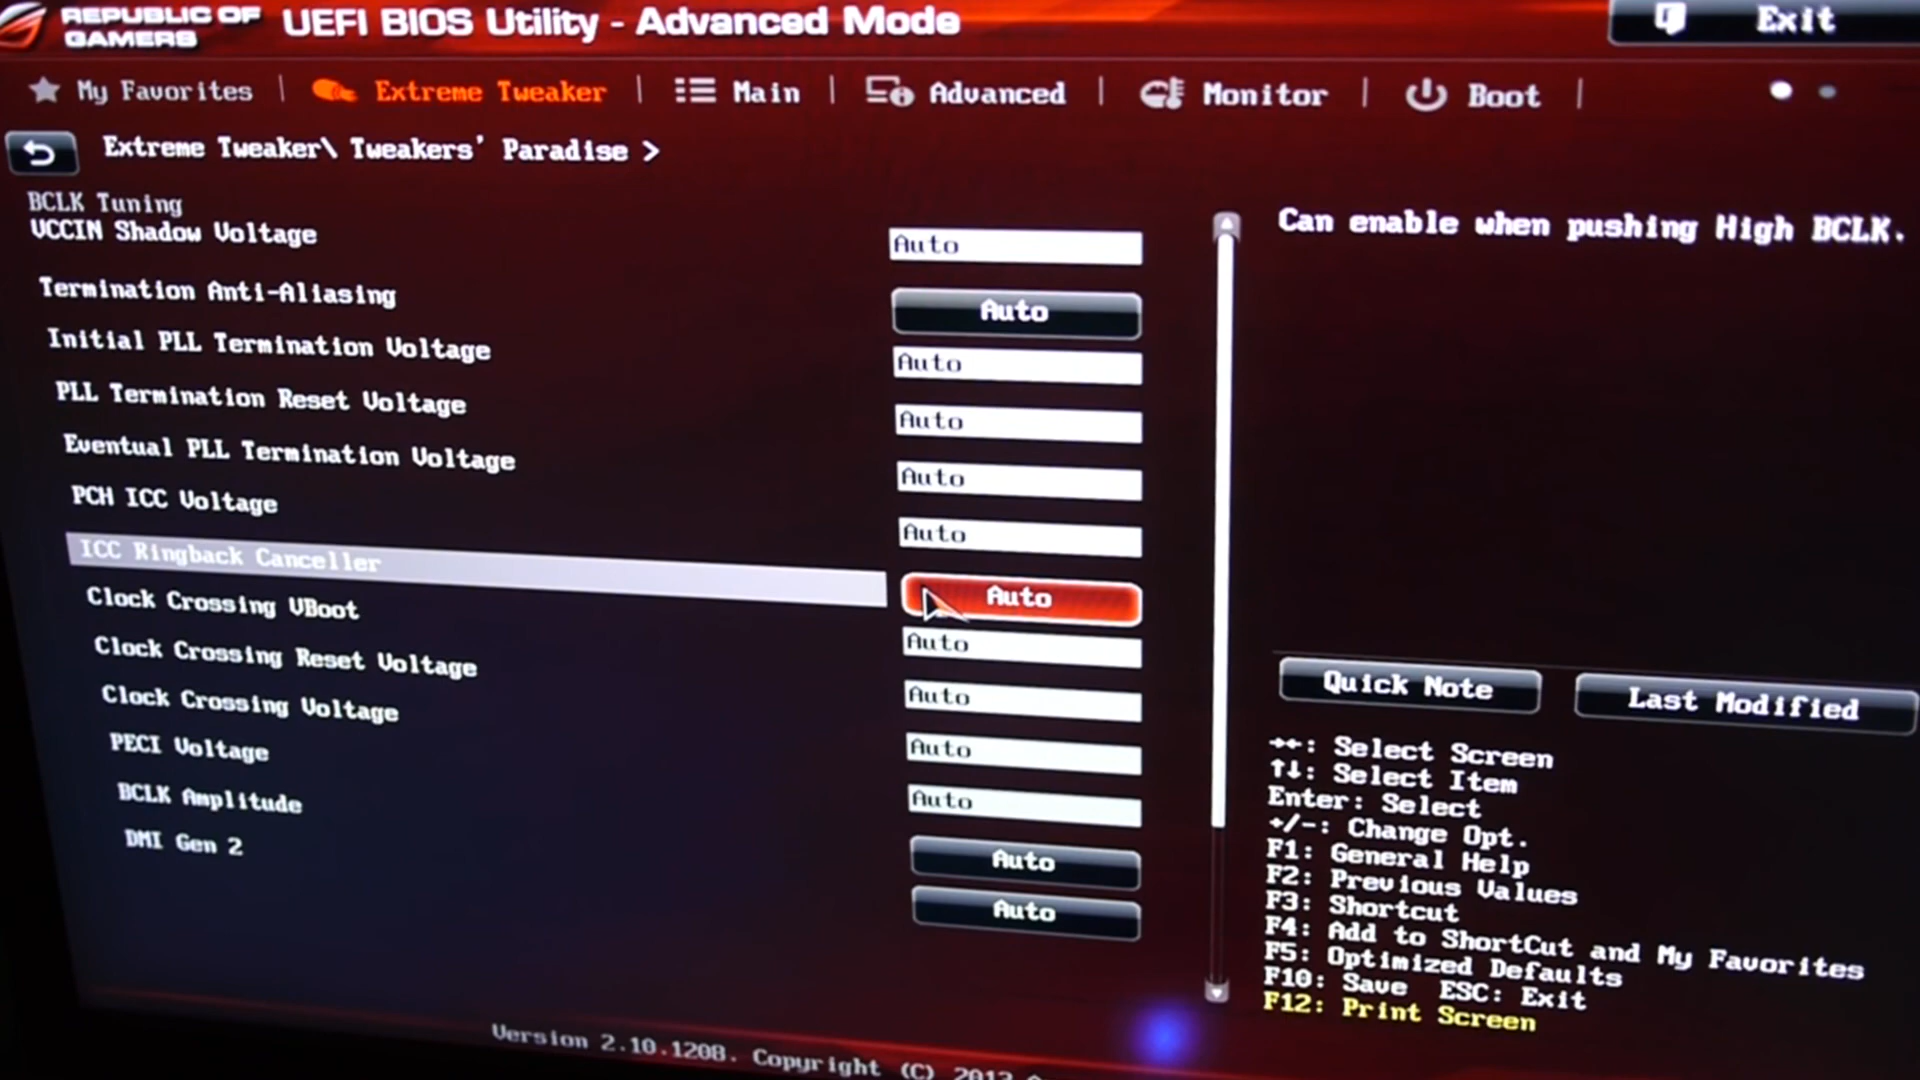 REPUBLIC OF
GAMERS
UEFI BIOS Utility - Advanced Mode
Exit
My Favorites
Extreme Tweaker
Main
Advanced
Monitor
Boot
Extreme Tweaker\ Tweakers' Paradise >
BCLK Tuning
VCCIN Shadow Voltage
Auto
Termination Anti-Aliasing
Auto
Initial PLL Termination Voltage
Auto
PLL Termination Reset Voltage
Auto
Eventual PLL Termination Voltage
Auto
PCH ICC Voltage
Auto
ICC Ringback Canceller
Auto
Clock Crossing VBoot
Auto
Clock Crossing Reset Voltage
Auto
Clock Crossing Voltage
Auto
PECI Voltage
Auto
BCLK Amplitude
Auto
DMI Gen 2
Auto
Can enable when pushing High BCLK.
Quick Note
Last Modified
→←: Select Screen
↑↓: Select Item
Enter: Select
+/-: Change Opt.
F1: General Help
F2: Previous Values
F3: Shortcut
F4: Add to ShortCut and My Favorites
F5: Optimized Defaults
F10: Save ESC: Exit
F12: Print Screen
Version 2.10.1208. Copyright (C)